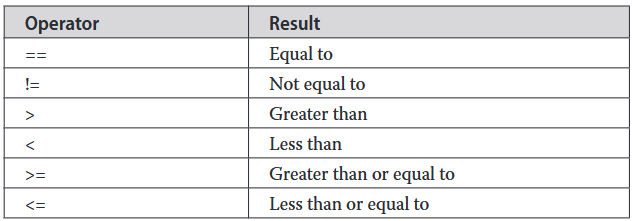 Operator Result
== Equal to
!= Not equal to
> Greater than
< Less than
>= Greater than or equal to
<= Less than or equal to